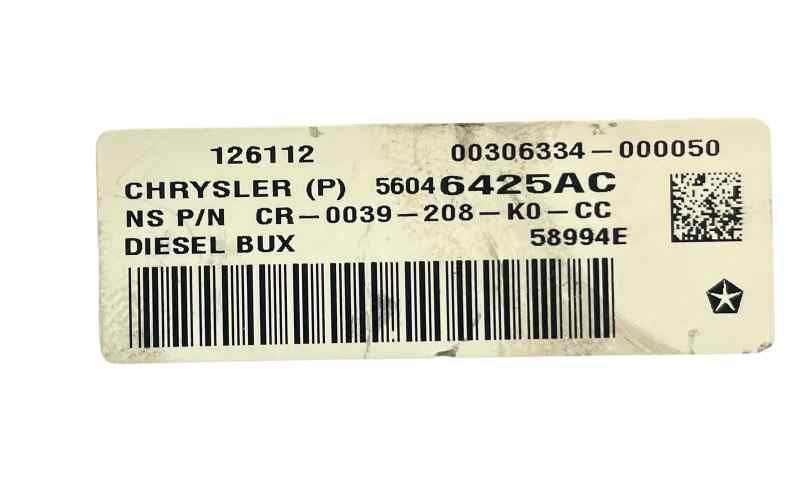 126112 00306334-000050
CHRYSLER (P) 56046425AC
NS P/N CR-0039-208-K0-CC
DIESEL BUX 58994E